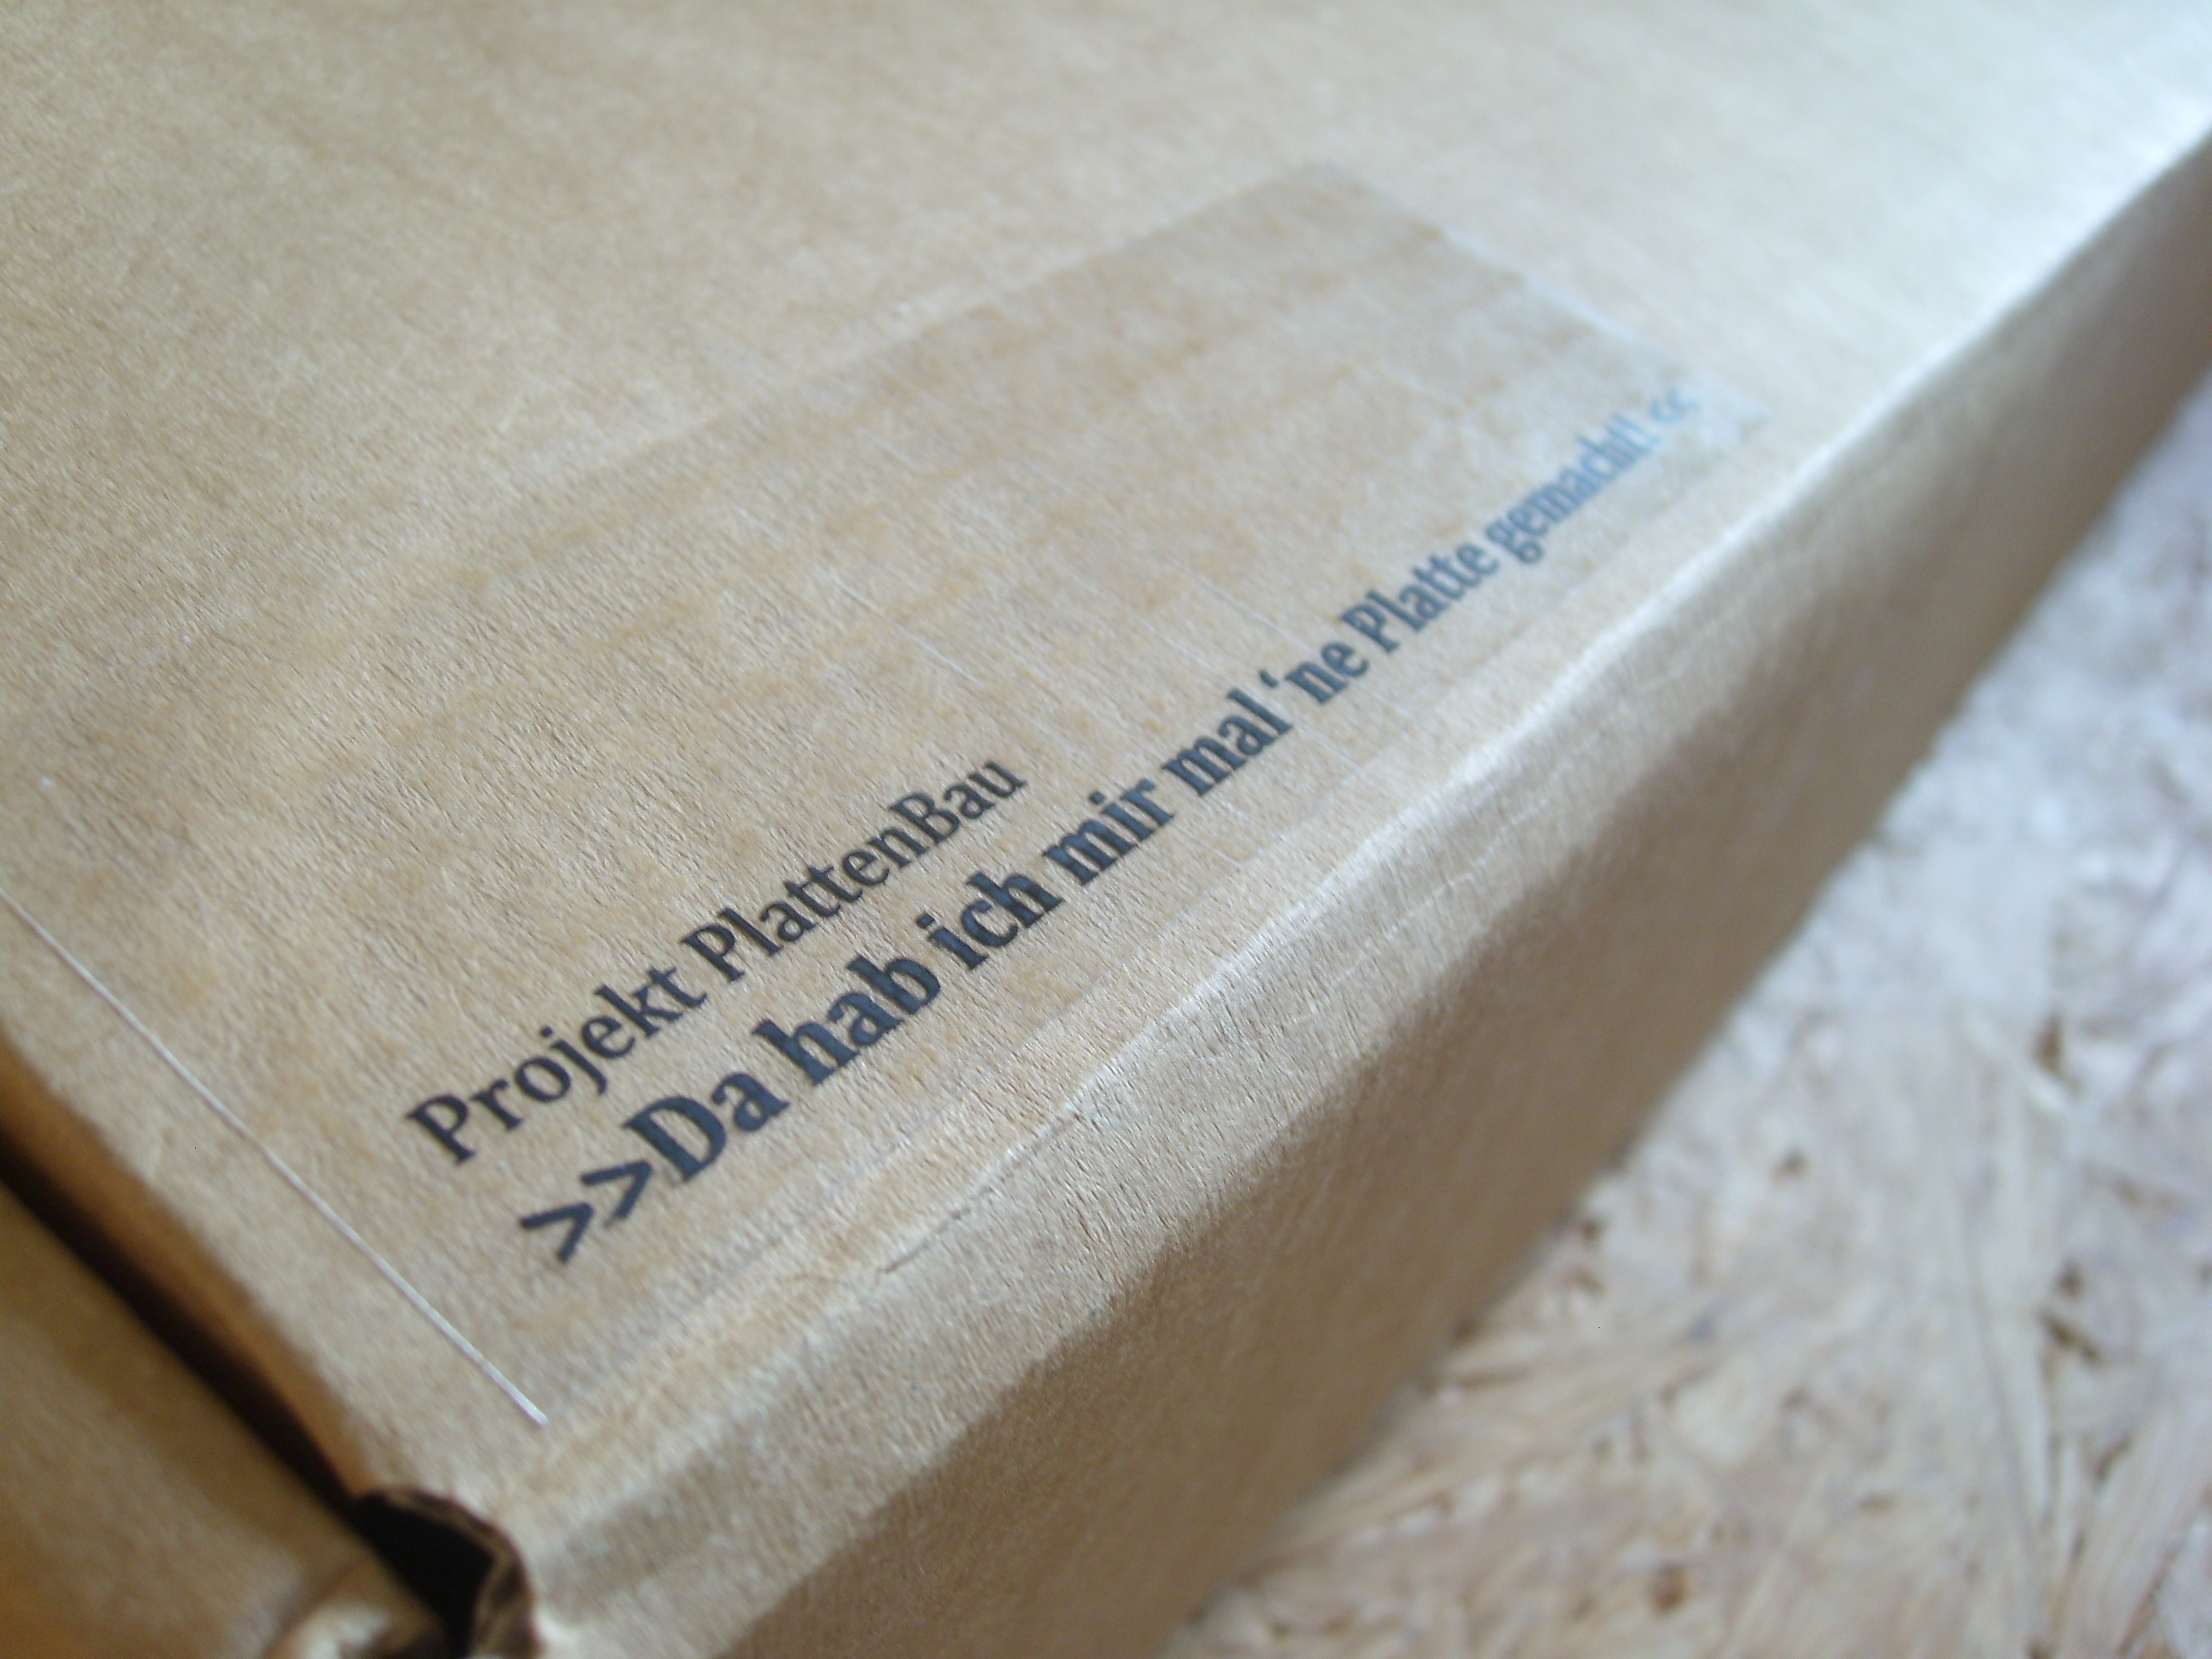 Projekt PlattenBau
>>Da hab ich mir mal ‘ne Platte gemacht! <<